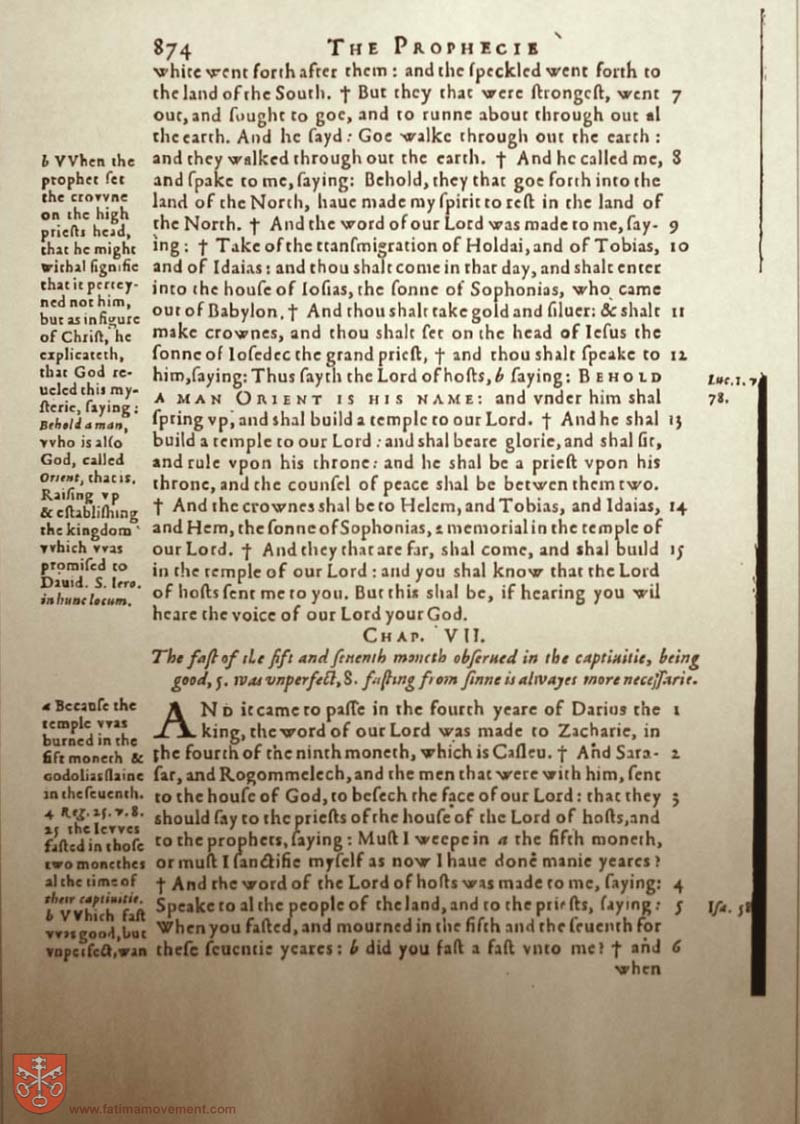 874 THE PROPHECIE
white went forth after them : and the ſpeckled went forth to
the land of the South. † But they that were ſtrongeſt, went 7
out, and ſought to goe, and to runne about through out al
the earth. And he ſayd : Goe walke through out the earth :
and they walked through out the earth. † And he called me, 8
and ſpake to me, ſaying: Behold, they that goe forth into the
land of the North, haue made my ſpirit to reſt in the land of
the North. † And the word of our Lord was made to me, ſay- 9
ing : † Take of the tranſmigration of Holdai, and of Tobias, 10
and of Idaias : and thou shalt come in that day, and shalt enter
into the houſe of Ioſias, the ſonne of Sophonias, who came
out of Babylon. † And thou shalt take gold and ſiluer: & shalt 11
make crownes, and thou shalt ſet on the head of Ieſus the
ſonne of Ioſedec the grand prieſt, † and thou shalt ſpeake to 12
him, ſaying: Thus ſayth the Lord of hoſts, b ſaying: BEHOLD
A MAN ORIENT IS HIS NAME: and vnder him shal
ſpring vp, and shal build a temple to our Lord. † And he shal 13
build a temple to our Lord : and shal beare glorie, and shal ſit,
and rule vpon his throne: and he shal be a prieſt vpon his
throne, and the counſel of peace shal be betwen them two.
† And the crownes shal be to Helem, and Tobias, and Idaias, 14
and Hem, the ſonne of Sophonias, a memorial in the temple of
our Lord. † And they that are far, shal come, and shal build 15
in the temple of our Lord : and you shal know that the Lord
of hoſts ſent me to you. But this shal be, if hearing you wil
heare the voice of our Lord your God.
b VVhen the
prophet ſet
the crovvne
on the high
prieſts head,
that he might
withal ſignifie
that it pertey-
ned not him,
but as in figure
of Chriſt, he
explicateth,
that God re-
ueled this my-
ſterie, ſaying :
Behold a man,
vvho is alſo
God, called
Orient, that is,
Raiſing vp
& eſtablishing
the kingdom
vvhich vvas
promiſed to
Dauid. S. Iero.
in hunc locum.
Luc. 1. v
78.
CHAP. VII.
The faſt of the fift and ſeuenth moneth obſerued in the captiuitie, being
good, 5. was vnperfect, 8. faſting from ſinne is alwayes more neceſſarie.
AND it came to paſſe in the fourth yeare of Darius the 1
king, the word of our Lord was made to Zacharie, in
the fourth of the ninth moneth, which is Caſleu. † And Sara- 2
ſar, and Rogommelech, and the men that were with him, ſent
to the houſe of God, to beſech the face of our Lord: that they 3
should ſay to the prieſts of the houſe of the Lord of hoſts, and
to the prophets, ſaying : Muſt I weepe in a the fifth moneth,
or muſt I ſanctifie myſelf as now I haue done manie yeares?
† And the word of the Lord of hoſts was made to me, ſaying: 4
Speake to al the people of the land, and to the prieſts, ſaying: 5
When you faſted, and mourned in the fifth and the ſeuenth for
theſe ſeuentie yeares : b did you faſt a faſt vnto me? † and 6
when
a Becauſe the
temple vvas
burned in the
fift moneth &
Godolias ſlaine
in the ſeuenth.
4 Reg. 25. v. 8.
25 the Ievves
faſted in thoſe
two monethes
al the time of
their captiuitie.
b VVhich faſt
vvas good, but
vnperfect, wan
Iſa. 58
www.fatimamovement.com